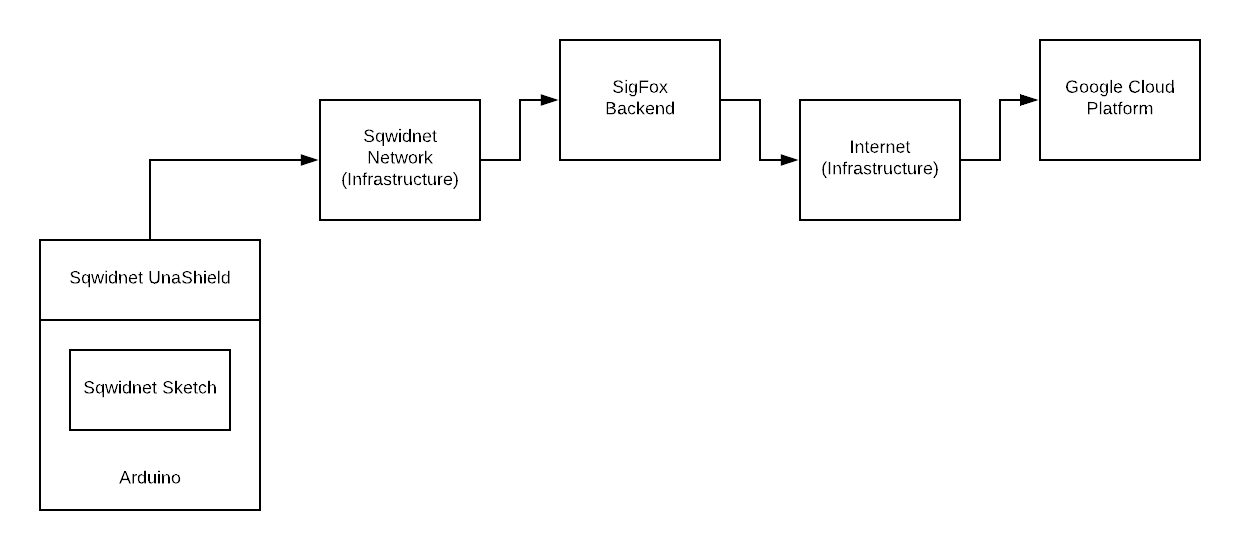 SigFox
Backend
Google Cloud
Platform
Sqwidnet
Network
(Infrastructure)
Internet
(Infrastructure)
Sqwidnet UnaShield
Sqwidnet Sketch
Arduino